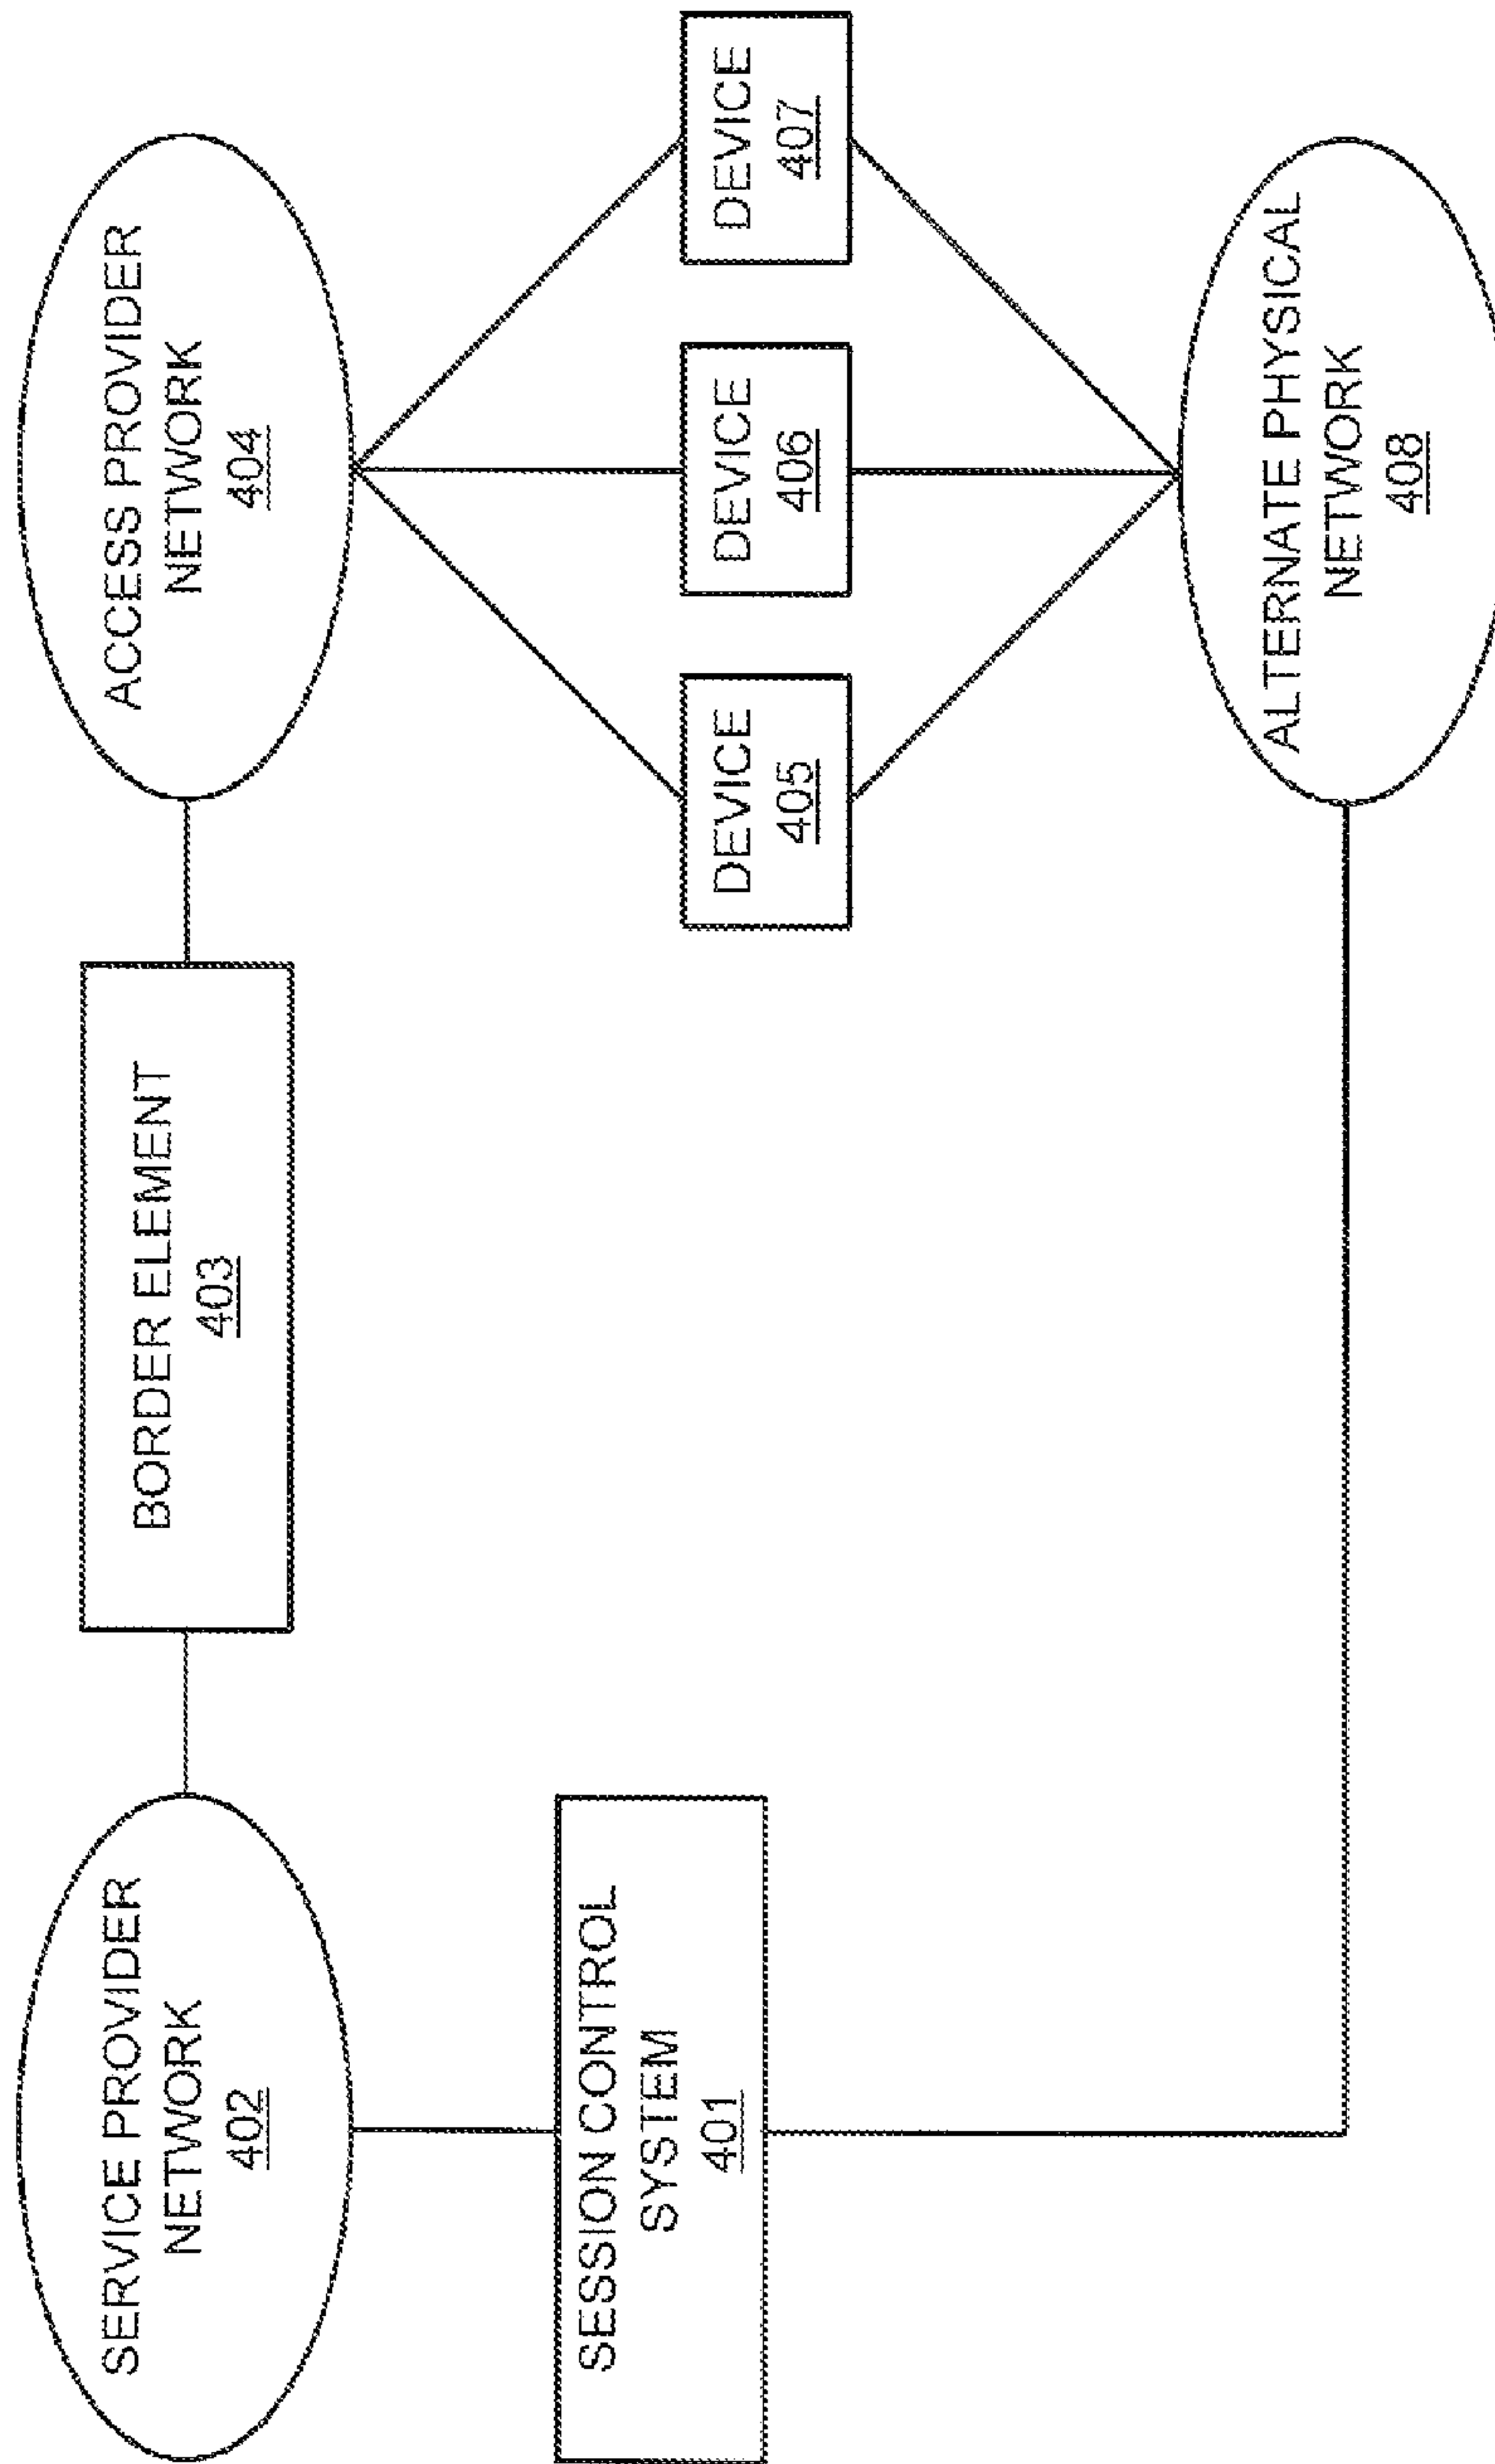 SERVICE PROVIDER
NETWORK
402
BORDER ELEMENT
403
ACCESS PROVIDER
NETWORK
404
SESSION CONTROL
SYSTEM
401
DEVICE
405
DEVICE
406
DEVICE
407
ALTERNATE PHYSICAL
NETWORK
408